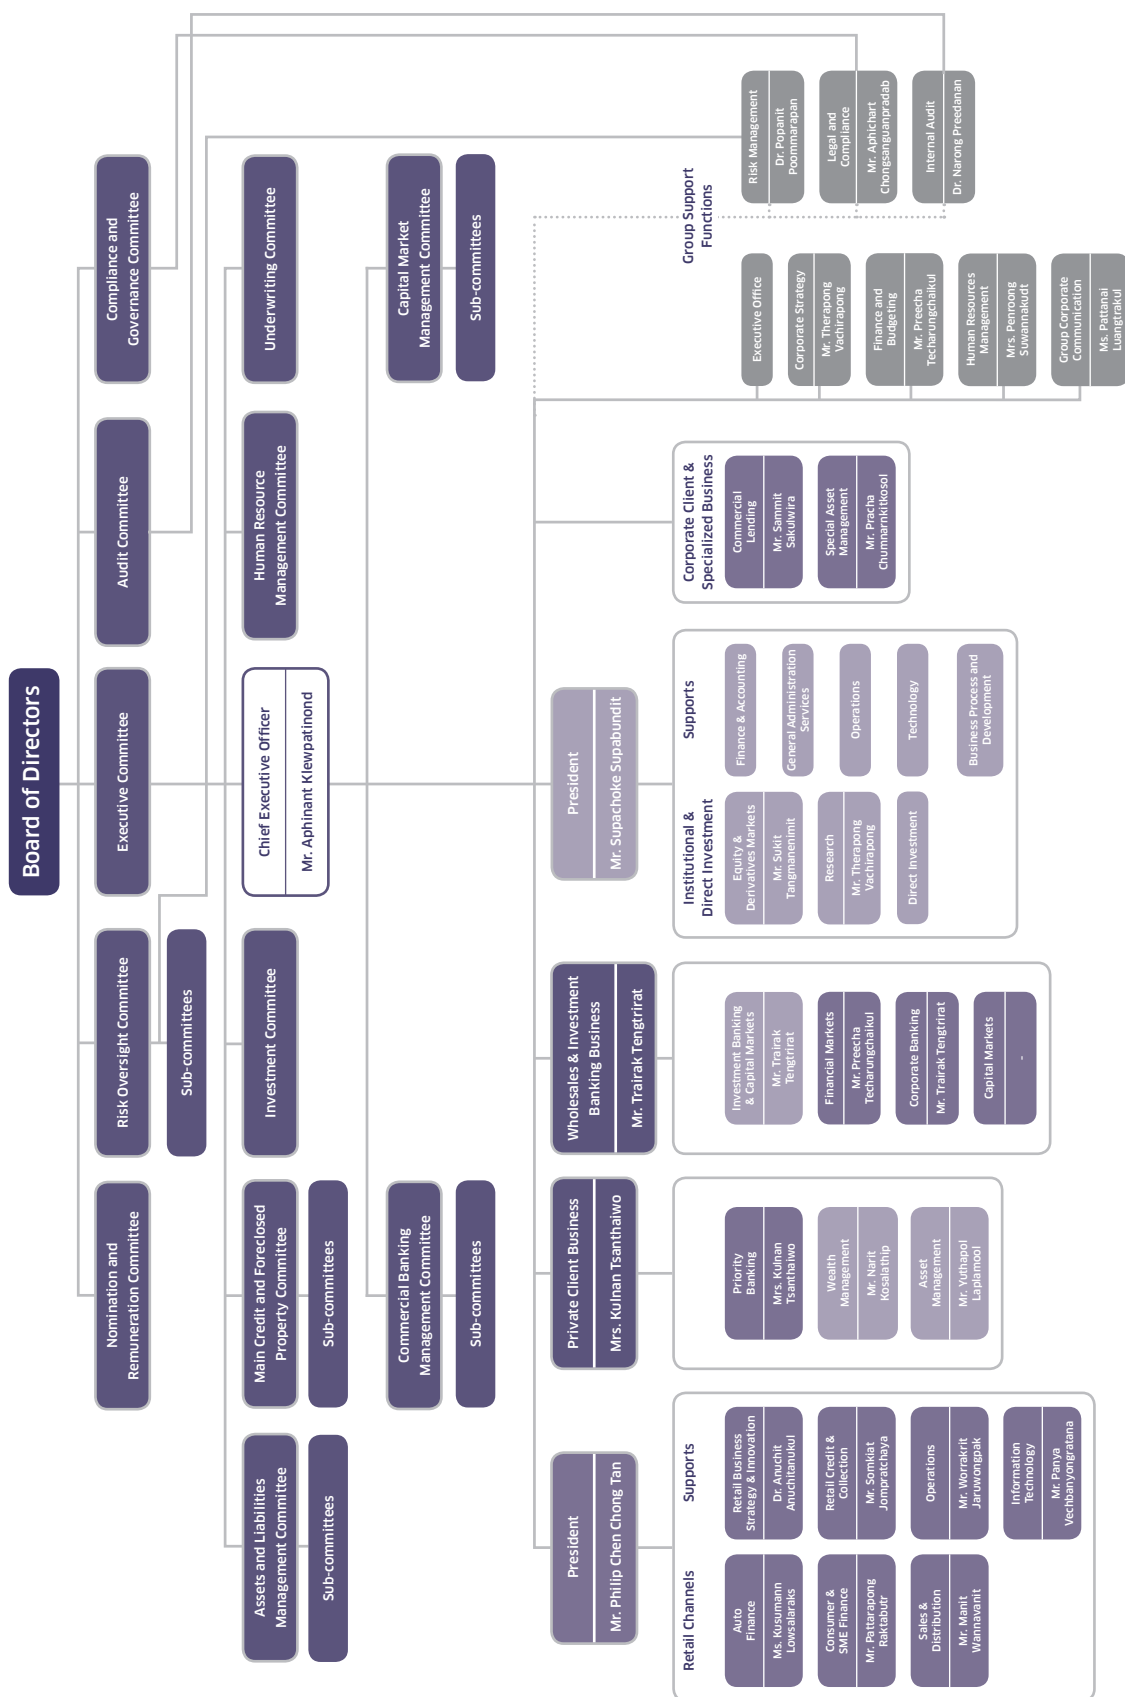 Board of Directors
Nomination and
Remuneration Committee
Risk Oversight Committee
Sub-committees
Executive Committee
Audit Committee
Compliance and
Governance Committee
Assets and Liabilities
Management Committee
Sub-committees
Main Credit and Foreclosed
Property Committee
Sub-committees
Investment Committee
Chief Executive Officer
Mr. Aphinant Klewpatinond
Human Resource
Management Committee
Underwriting Committee
Commercial Banking
Management Committee
Sub-committees
Capital Market
Management Committee
Sub-committees
President
Mr. Philip Chen Chong Tan
Private Client Business
Mrs. Kulnan Tsanthaiwo
Wholesales & Investment
Banking Business
Mr. Trairak Tengtrirat
President
Mr. Supachoke Supabundit
Retail Channels
Auto
Finance
Ms. Kusumann
Lowsalaraks
Consumer &
SME Finance
Mr. Pattarapong
Raktabutr
Sales &
Distribution
Mr. Manit
Wannavanit
Supports
Retail Business
Strategy & Innovation
Dr. Anuchit
Anuchitanukul
Retail Credit &
Collection
Mr. Somkiat
Jompratchaya
Operations
Mr. Worrakrit
Jaruwongpak
Information
Technology
Mr. Panya
Vechbanyongratana
Priority
Banking
Mrs. Kulnan
Tsanthaiwo
Wealth
Management
Mr. Narit
Kosalathip
Asset
Management
Mr. Yuthapol
Laplamool
Investment Banking
& Capital Markets
Mr. Trairak
Tengtrirat
Financial Markets
Mr. Preecha
Techarungchaikul
Corporate Banking
Mr. Trairak Tengtrirat
Capital Markets
-
Institutional &
Direct Investment
Equity &
Derivatives Markets
Mr. Sukit
Tangmanenimit
Research
Mr. Therapong
Vachirapong
Direct Investment
Supports
Finance & Accounting
General Administration
Services
Operations
Technology
Business Process and
Development
Corporate Client &
Specialized Business
Commercial
Lending
Mr. Sammit
Sakulwira
Special Asset
Management
Mr. Pracha
Chumnarnkitkosol
Group Support
Functions
Executive Office
Corporate Strategy
Mr. Therapong
Vachirapong
Finance and
Budgeting
Mr. Preecha
Techarungchaikul
Human Resources
Management
Mrs. Penroong
Suwannakudt
Group Corporate
Communication
Ms. Pattanai
Luangtrakul
Risk Management
Dr. Popanit
Poommarapan
Legal and
Compliance
Mr. Aphichart
Chongsanguanpradab
Internal Audit
Dr. Narong Preedanan